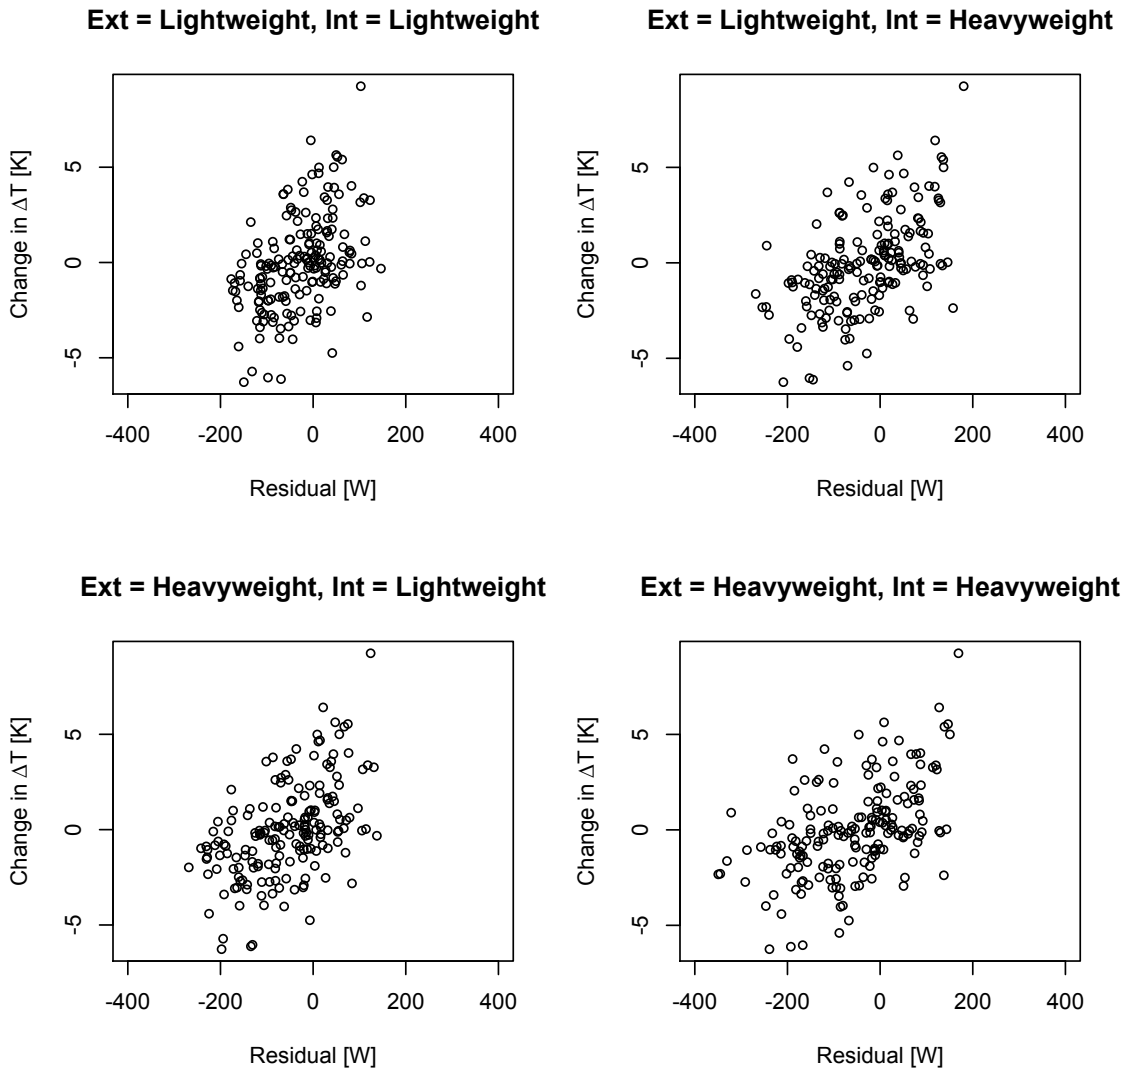 Ext = Lightweight, Int = Lightweight
Change in ΔT [K]
5
0
-5
-400 -200 0 200 400
Residual [W]
Ext = Lightweight, Int = Heavyweight
Change in ΔT [K]
5
0
-5
-400 -200 0 200 400
Residual [W]
Ext = Heavyweight, Int = Lightweight
Change in ΔT [K]
5
0
-5
-400 -200 0 200 400
Residual [W]
Ext = Heavyweight, Int = Heavyweight
Change in ΔT [K]
5
0
-5
-400 -200 0 200 400
Residual [W]